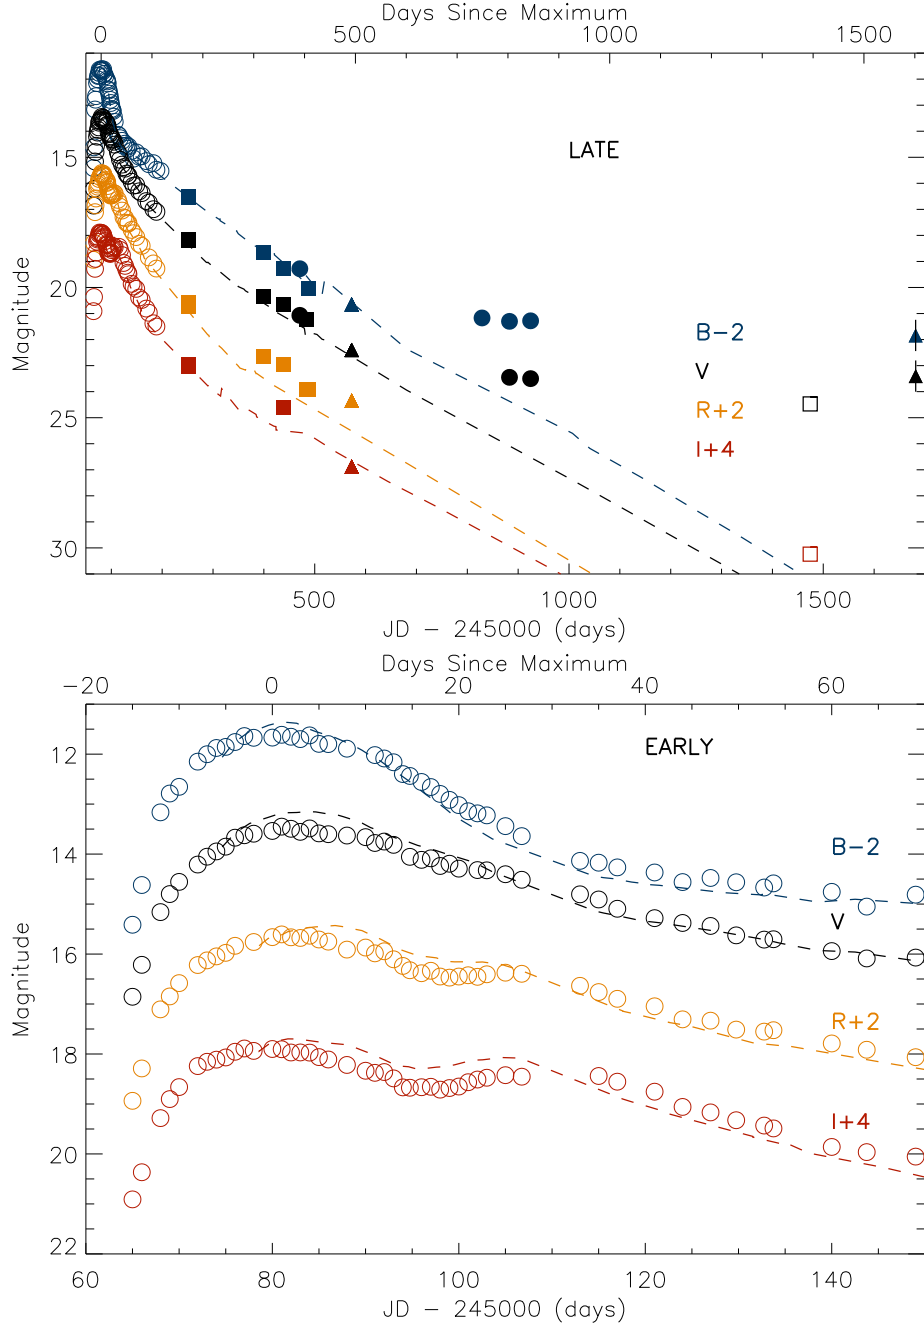 Days Since Maximum
0 500 1000 1500
LATE
15
20
25
30
Magnitude
B-2
V
R+2
I+4
500 1000 1500
JD - 245000 (days)
Days Since Maximum
-20 0 20 40 60
EARLY
12
14
16
18
20
22
Magnitude
B-2
V
R+2
I+4
60 80 100 120 140
JD - 245000 (days)